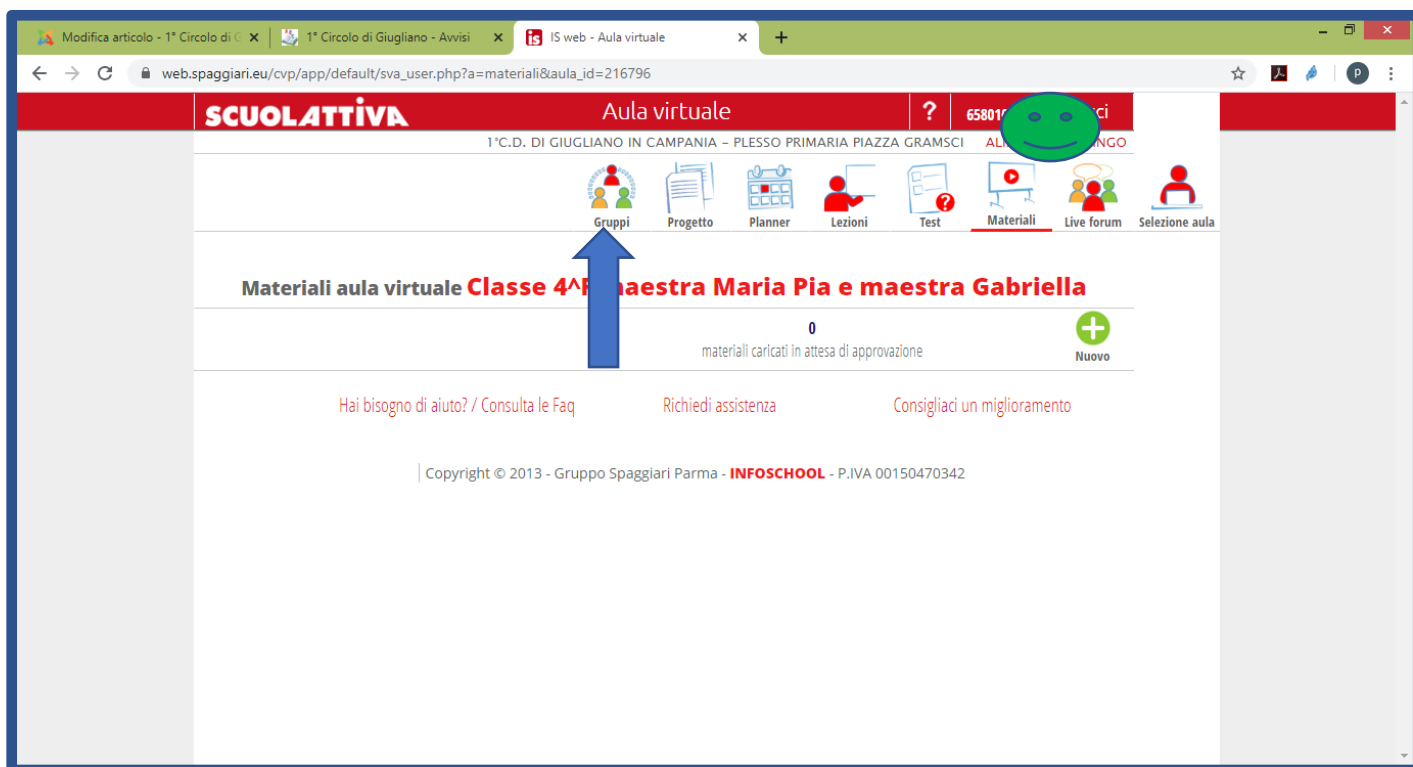 Modifica articolo - 1° Circolo di G
1° Circolo di Giugliano - Avvisi
IS web - Aula virtuale
web.spaggiari.eu/cvp/app/default/sva_user.php?a=materiali&aula_id=216796
P
SCUOLATTIVA
Aula virtuale
?
1°C.D. DI GIUGLIANO IN CAMPANIA – PLESSO PRIMARIA PIAZZA GRAMSCI
Gruppi
Progetto
Planner
Lezioni
Test
Materiali
Live forum
Selezione aula
Materiali aula virtuale Classe maestra Maria Pia e maestra Gabriella
0
materiali caricati in attesa di approvazione
Nuovo
Hai bisogno di aiuto? / Consulta le Faq
Richiedi assistenza
Consigliaci un miglioramento
Copyright © 2013 - Gruppo Spaggiari Parma - INFOSCHOOL - P.IVA 00150470342